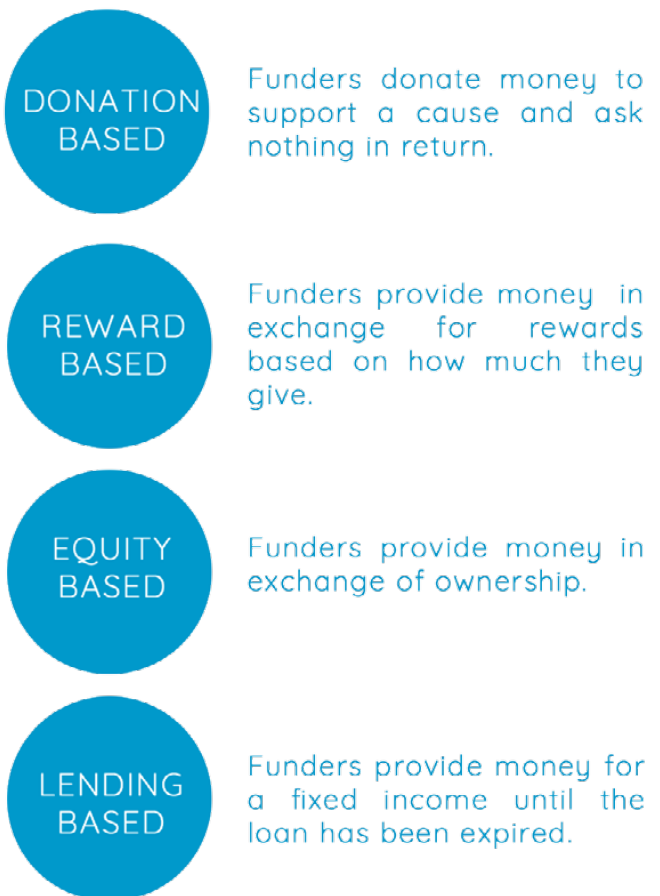 DONATION
BASED
Funders donate money to
support a cause and ask
nothing in return.
REWARD
BASED
Funders provide money in
exchange for rewards
based on how much they
give.
EQUITY
BASED
Funders provide money in
exchange of ownership.
LENDING
BASED
Funders provide money for
a fixed income until the
loan has been expired.